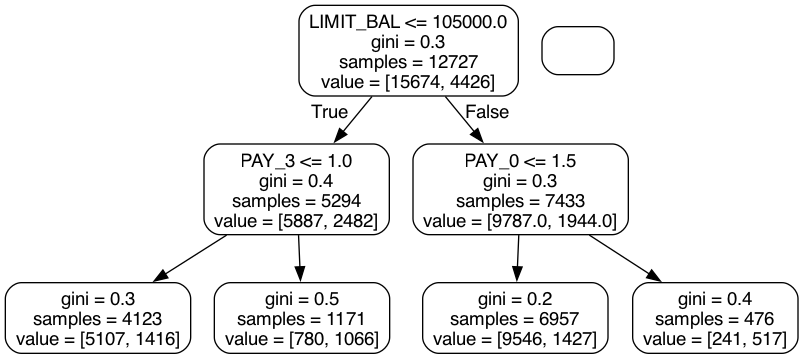 LIMIT_BAL <= 105000.0
gini = 0.3
samples = 12727
value = [15674, 4426]
True
False
PAY_3 <= 1.0
gini = 0.4
samples = 5294
value = [5887, 2482]
PAY_0 <= 1.5
gini = 0.3
samples = 7433
value = [9787.0, 1944.0]
gini = 0.3
samples = 4123
value = [5107, 1416]
gini = 0.5
samples = 1171
value = [780, 1066]
gini = 0.2
samples = 6957
value = [9546, 1427]
gini = 0.4
samples = 476
value = [241, 517]